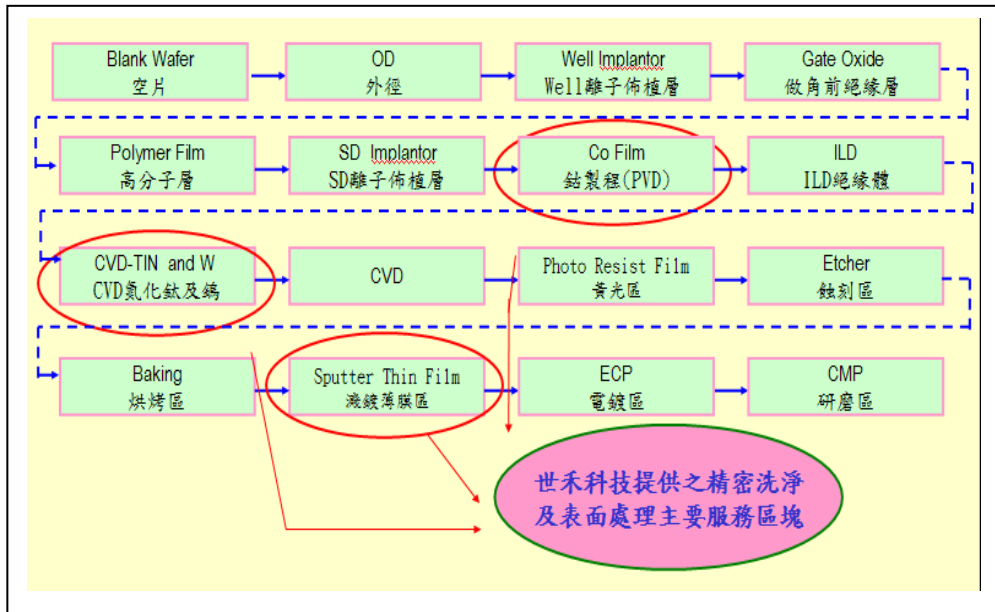 Blank Wafer
空片
OD
外徑
Well Implantor
Well離子佈植層
Gate Oxide
做角前絕緣層
Polymer Film
高分子層
SD Implantor
SD離子佈植層
Co Film
鈷製程(PVD)
ILD
ILD絕緣體
CVD-TIN and W
CVD氮化鈦及鎢
CVD
Photo Resist Film
黃光區
Etcher
蝕刻區
Baking
烘烤區
Sputter Thin Film
濺鍍薄膜區
ECP
電鍍區
CMP
研磨區
世禾科技提供之精密洗淨
及表面處理主要服務區塊